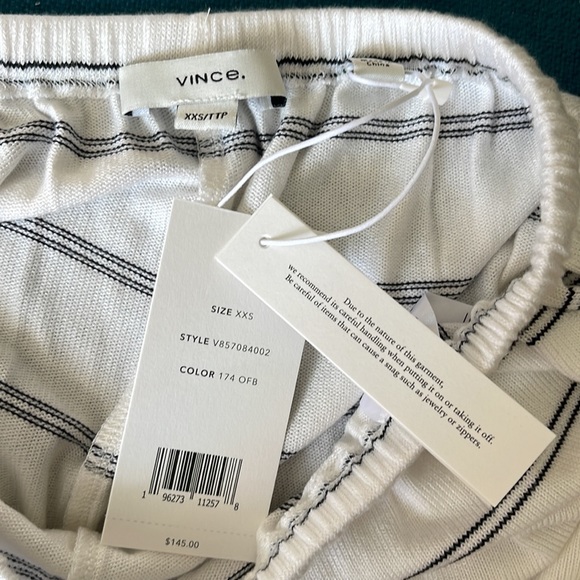 VINCE.
XXS/TTP
China
SIZE XXS
STYLE V857084002
COLOR 174 OFB
1 96273 11257 8
$145.00
Due to the nature of this garment,
we recommend its careful handling when putting it on or taking it off.
Be careful of items that can cause a snag such as jewelry or zippers.